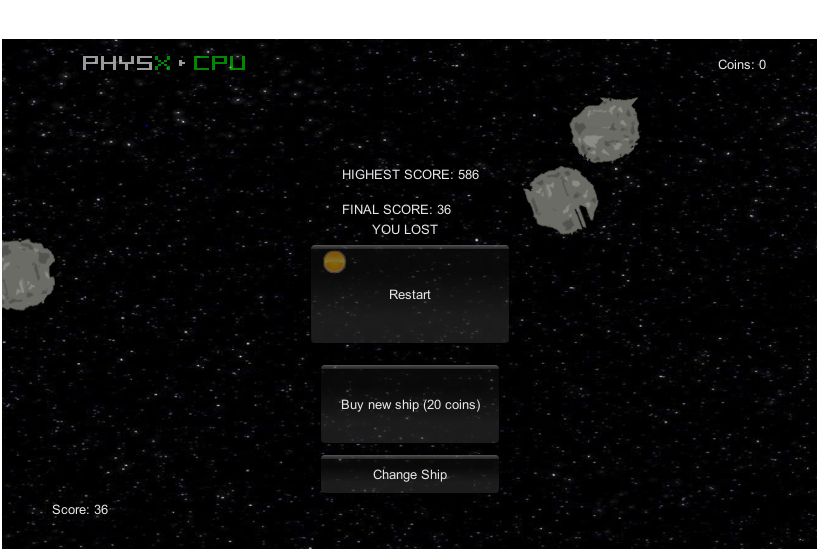 PHYSX ▸ CPU
Coins: 0
HIGHEST SCORE: 586
FINAL SCORE: 36
YOU LOST
Restart
Buy new ship (20 coins)
Change Ship
Score: 36